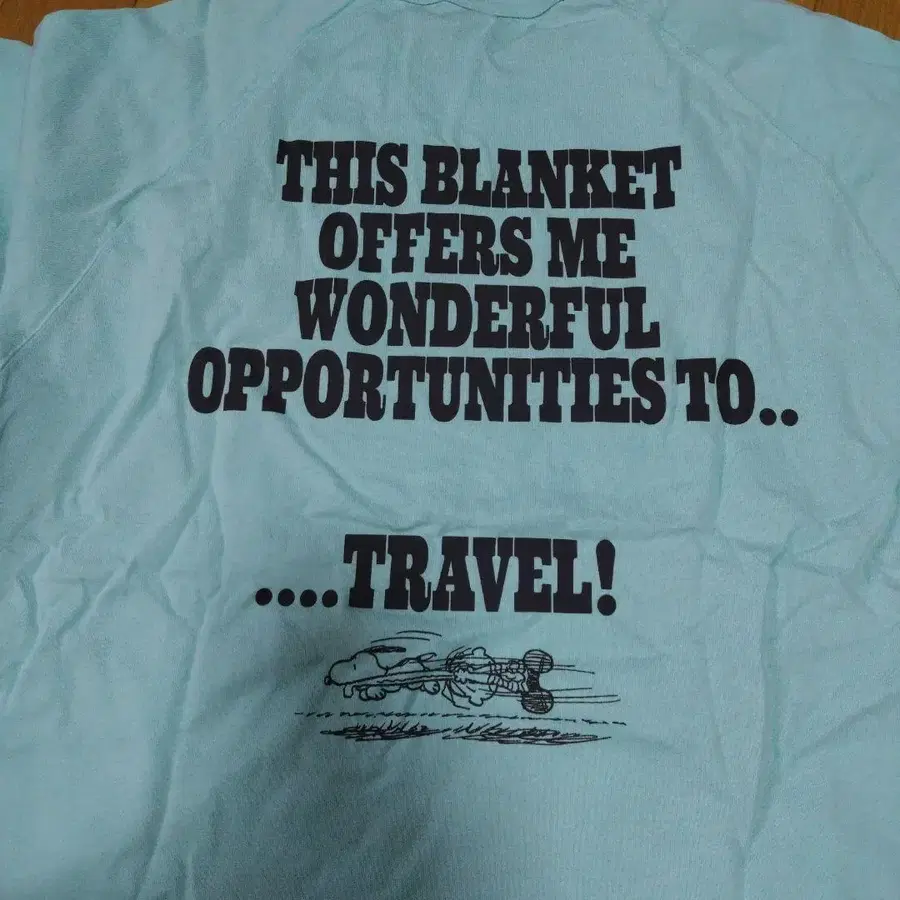 THIS BLANKET
OFFERS ME
WONDERFUL
OPPORTUNITIES TO..
....TRAVEL!